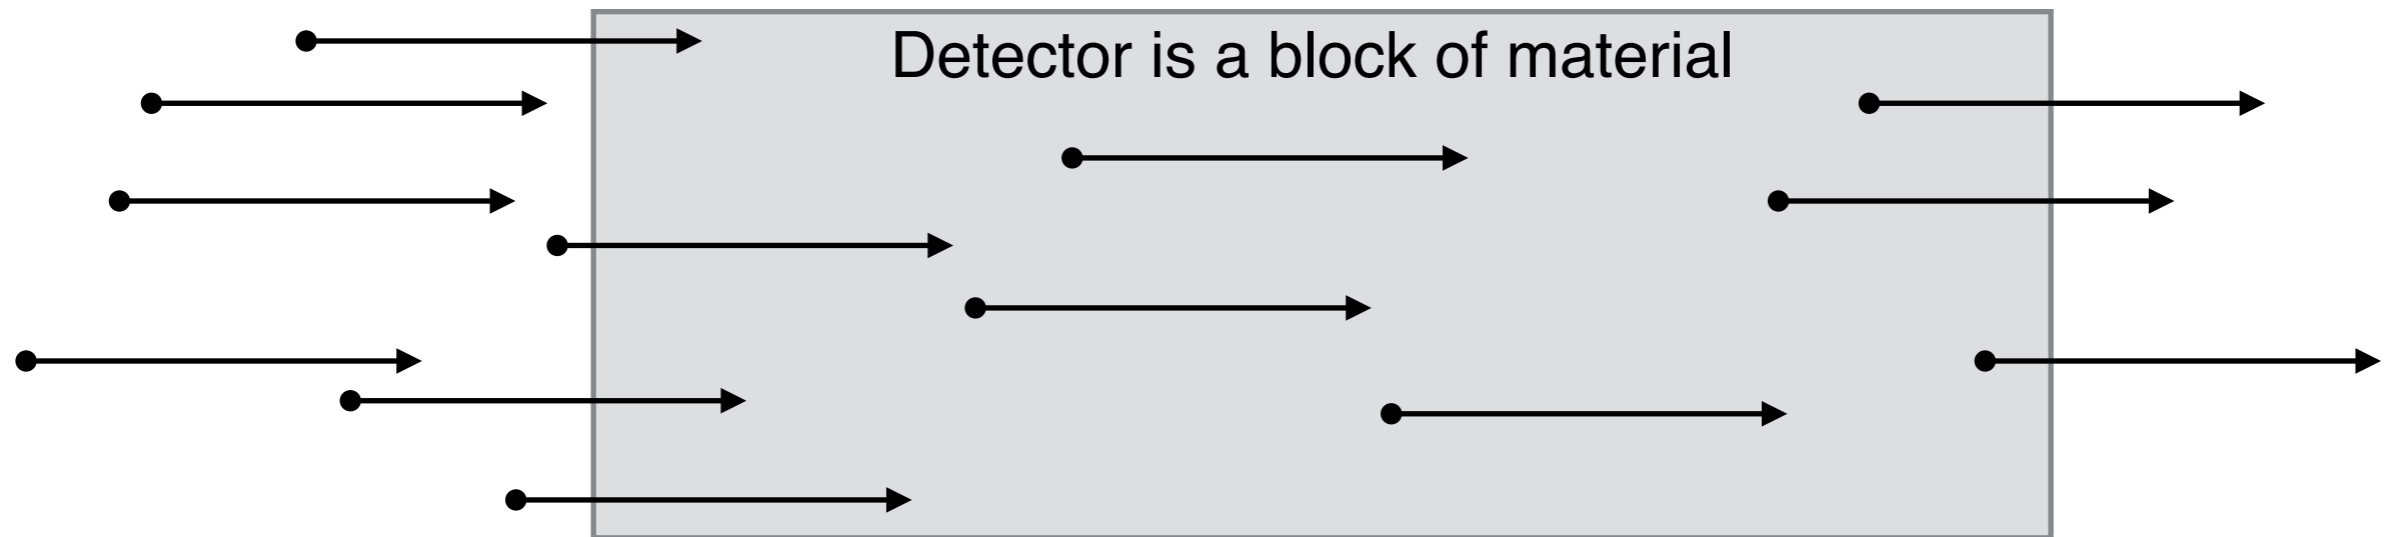 Detector is a block of material